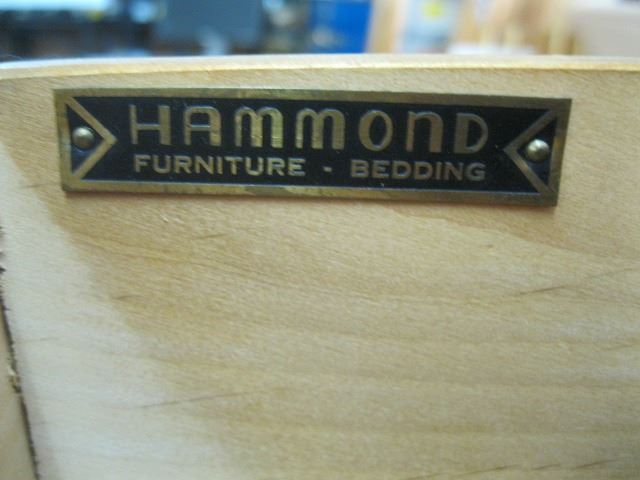 HAMMOND
FURNITURE - BEDDING